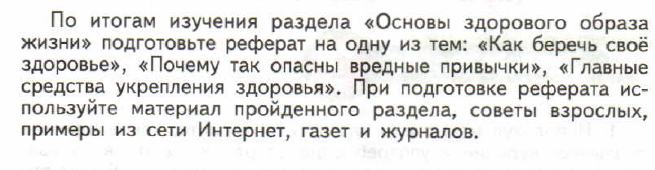 По итогам изучения раздела «Основы здорового образа
жизни» подготовьте реферат на одну из тем: «Как беречь своё
здоровье», «Почему так опасны вредные привычки», «Главные
средства укрепления здоровья». При подготовке реферата ис-
пользуйте материал пройденного раздела, советы взрослых,
примеры из сети Интернет, газет и журналов.